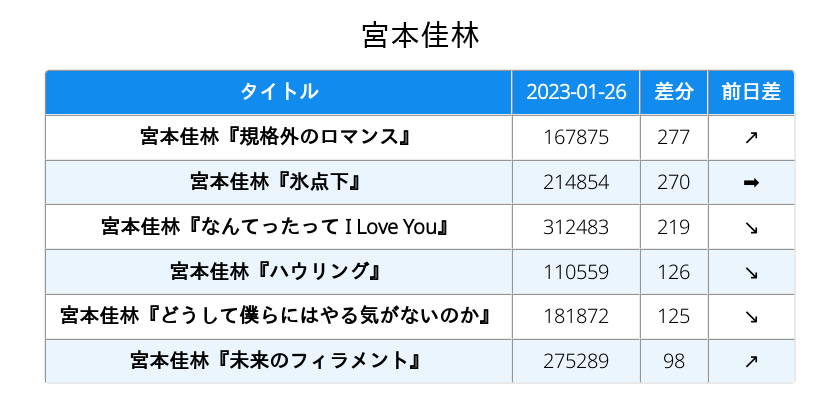 宮本佳林
タイトル 2023-01-26 差分 前日差
宮本佳林『規格外のロマンス』 167875 277 ↗
宮本佳林『氷点下』 214854 270 ➡
宮本佳林『なんてったって I Love You』 312483 219 ↘
宮本佳林『ハウリング』 110559 126 ↘
宮本佳林『どうして僕らにはやる気がないのか』 181872 125 ↘
宮本佳林『未来のフィラメント』 275289 98 ↗